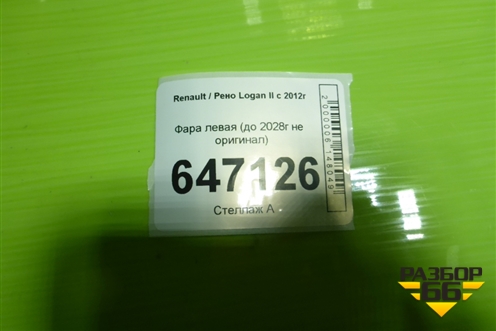 Renault / Рено Logan II с 2012г
Фара левая (до 2028г не
оригинал)
647126
Стеллаж А
2000006148049
РАЗБОР
66